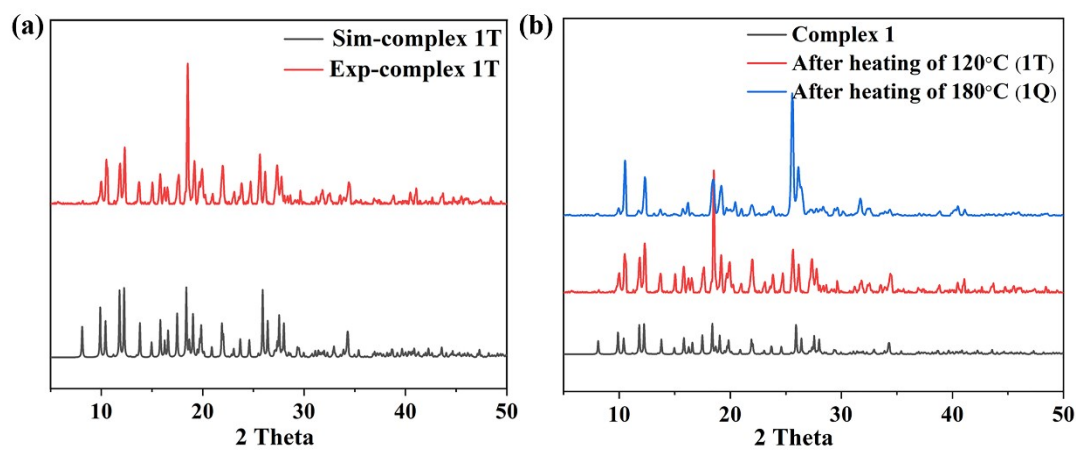 (a)
Sim-complex 1T
Exp-complex 1T
10 20 30 40 50
2 Theta
(b)
Complex 1
After heating of 120°C (1T)
After heating of 180°C (1Q)
10 20 30 40 50
2 Theta